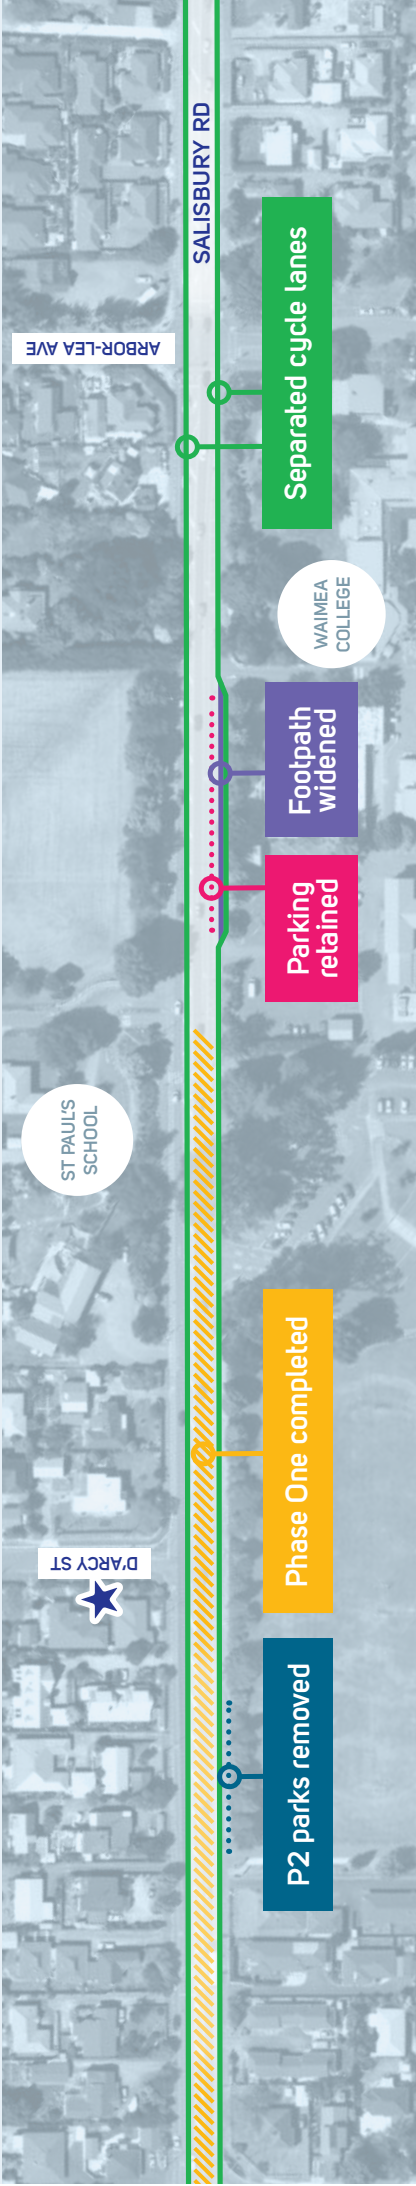 SALISBURY RD
ARBOR-LEA AVE
Separated cycle lanes
WAIMEA
COLLEGE
Footpath
widened
Parking
retained
ST PAUL'S
SCHOOL
Phase One completed
D'ARCY ST
P2 parks removed